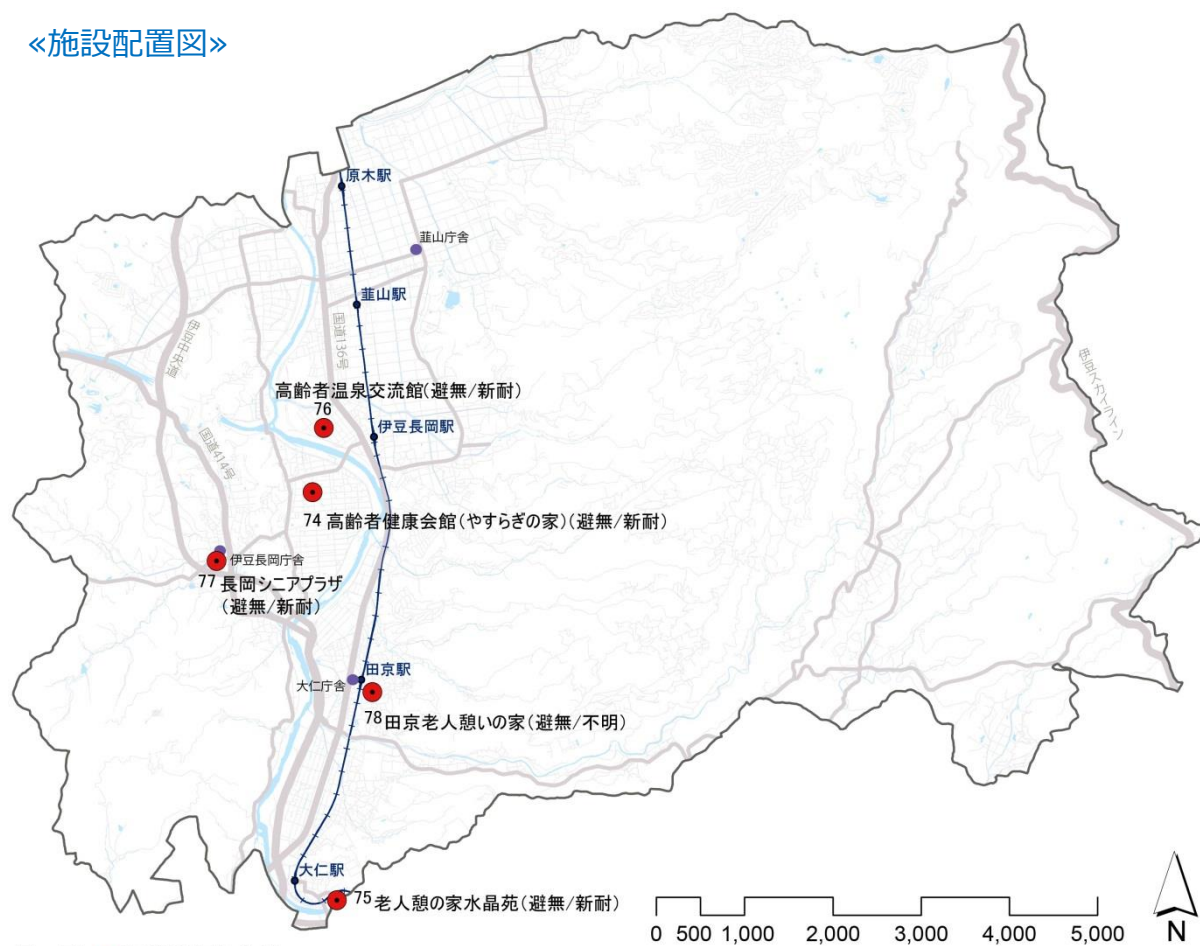 ≪施設配置図≫
原木駅
韮山庁舎
韮山駅
国道136号
伊豆中央道
伊豆スカイライン
高齢者温泉交流館(避無/新耐)
76
伊豆長岡駅
国道414号
74 高齢者健康会館(やすらぎの家)(避無/新耐)
伊豆長岡庁舎
77 長岡シニアプラザ
(避無/新耐)
田京駅
大仁庁舎
78 田京老人憩いの家(避無/不明)
大仁駅
75 老人憩の家水晶苑(避無/新耐)
0 500 1,000 2,000 3,000 4,000 5,000
N